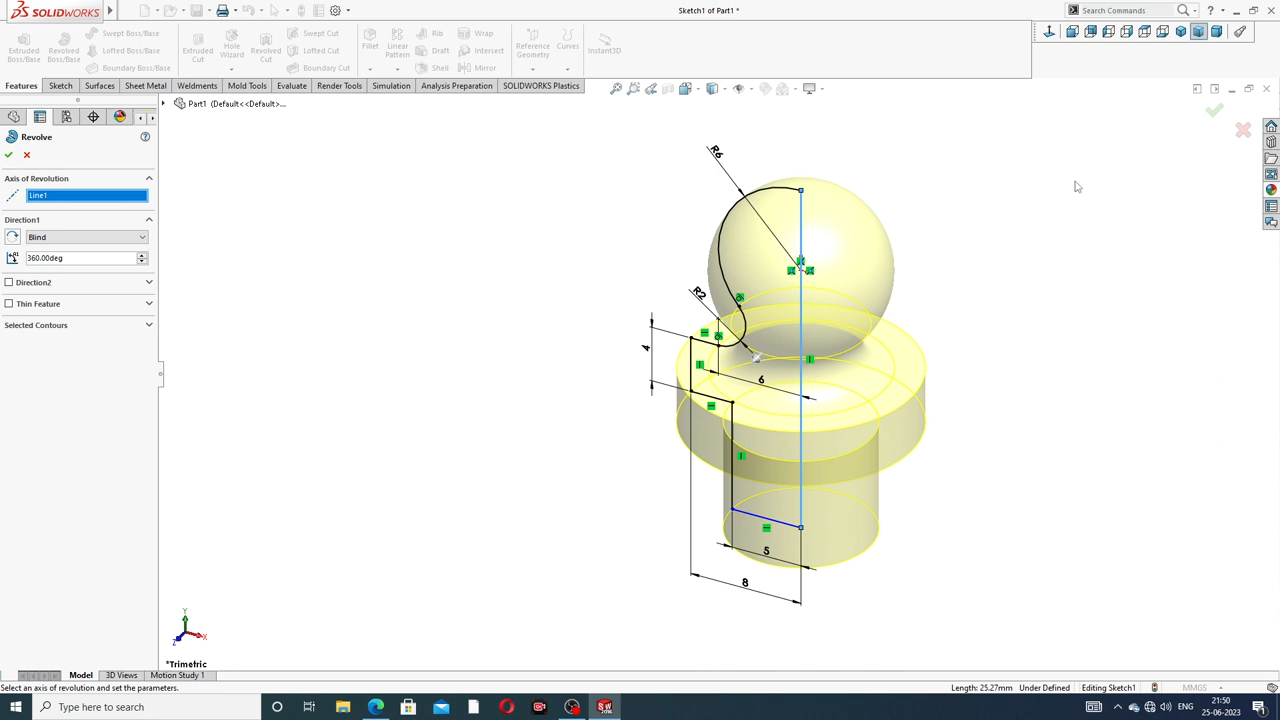 SOLIDWORKS
Sketch1 of Part1 *
Search Commands
Extruded Boss/Base
Revolved Boss/Base
Swept Boss/Base
Lofted Boss/Base
Boundary Boss/Base
Extruded Cut
Hole Wizard
Revolved Cut
Swept Cut
Lofted Cut
Boundary Cut
Fillet
Linear Pattern
Rib
Draft
Shell
Wrap
Intersect
Mirror
Reference Geometry
Curves
Instant3D
Features
Sketch
Surfaces
Sheet Metal
Weldments
Mold Tools
Evaluate
Render Tools
Simulation
Analysis Preparation
SOLIDWORKS Plastics
Part1 (Default<<Default>...
Revolve
Axis of Revolution
Line1
Direction1
Blind
360.00deg
Direction2
Thin Feature
Selected Contours
R6
R2
4
6
5
8
Y
X
Z
*Trimetric
Model
3D Views
Motion Study 1
Select an axis of revolution and set the parameters.
Length: 25.27mm
Under Defined
Editing Sketch1
MMGS
Type here to search
ENG
21:50
25-06-2023